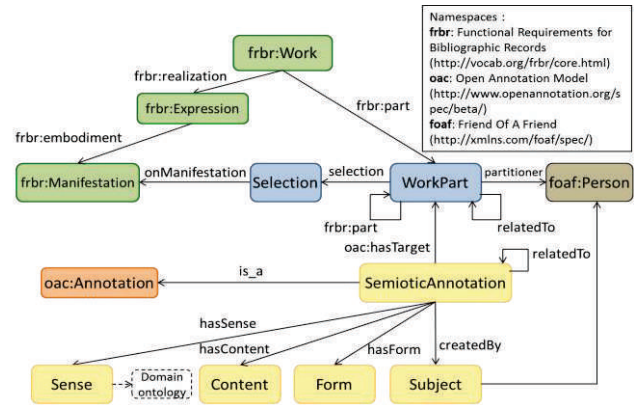 Namespaces :
frbr: Functional Requirements for
Bibliographic Records
(http://vocab.org/frbr/core.html)
oac: Open Annotation Model
(http://www.openannotation.org/s
pec/beta/)
foaf: Friend Of A Friend
(http://xmlns.com/foaf/spec/)
frbr:Work
frbr:realization
frbr:Expression
frbr:part
frbr:embodiment
frbr:Manifestation
onManifestation
Selection
selection
WorkPart
partitioner
foaf:Person
frbr:part
relatedTo
oac:hasTarget
relatedTo
oac:Annotation
is_a
SemioticAnnotation
hasSense
hasContent
hasForm
createdBy
Sense
Domain
ontology
Content
Form
Subject